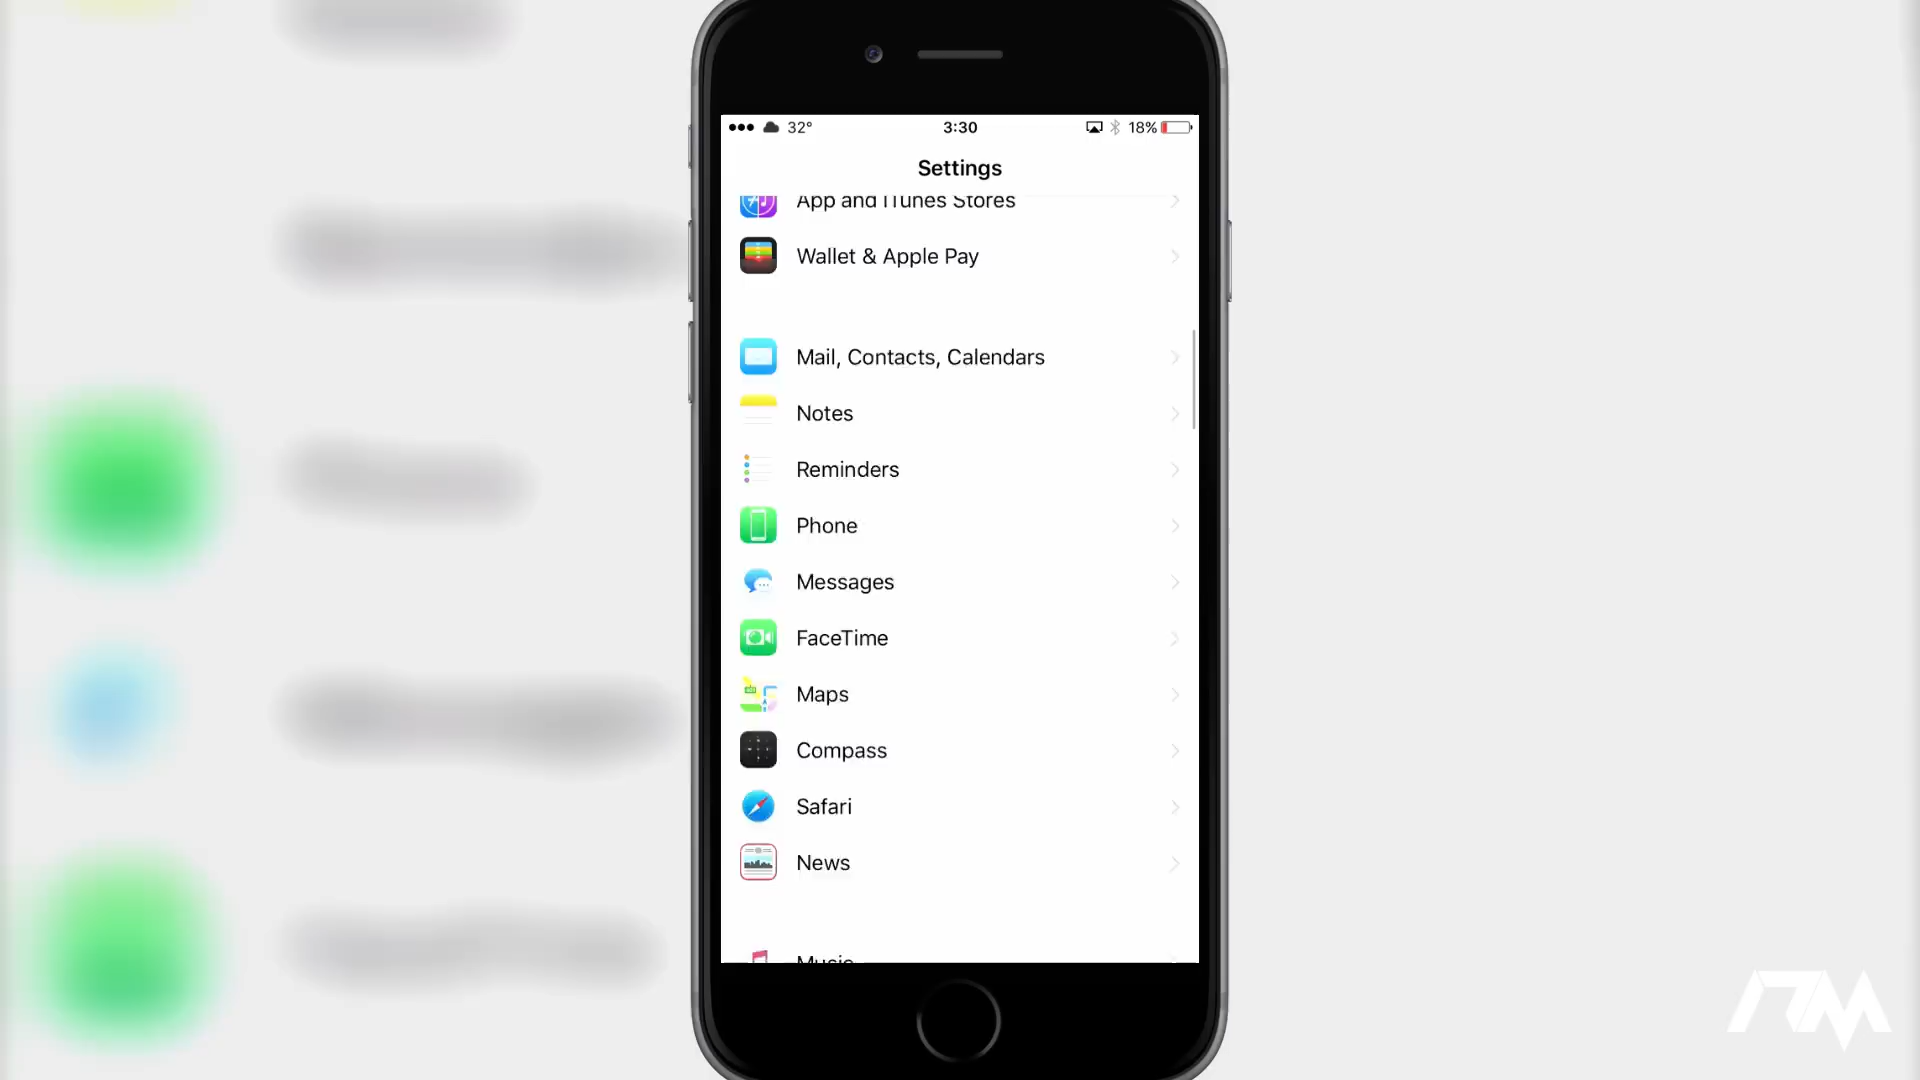 32° 3:30 18%
Settings
App and iTunes Stores
Wallet & Apple Pay
Mail, Contacts, Calendars
Notes
Reminders
Phone
Messages
FaceTime
Maps
Compass
Safari
News
Music